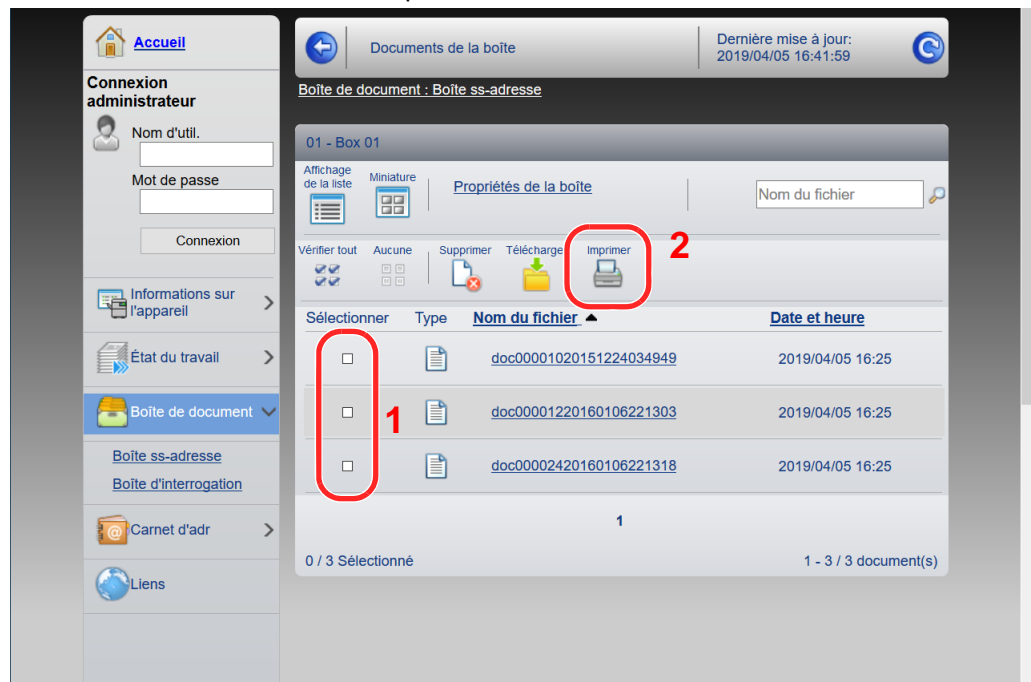 Accueil
Connexion
administrateur
Nom d'util.
Mot de passe
Connexion
Informations sur
l'appareil
État du travail
Boîte de document
Boîte ss-adresse
Boîte d'interrogation
Carnet d'adr
Liens
Documents de la boîte
Dernière mise à jour:
2019/04/05 16:41:59
Boîte de document : Boîte ss-adresse
01 - Box 01
Affichage
de la liste
Miniature
Propriétés de la boîte
Nom du fichier
Vérifier tout Aucune Supprimer Télécharge Imprimer
2
Sélectionner Type Nom du fichier Date et heure
doc00001020151224034949 2019/04/05 16:25
1
doc00001220160106221303 2019/04/05 16:25
doc00002420160106221318 2019/04/05 16:25
1
0 / 3 Sélectionné 1 - 3 / 3 document(s)